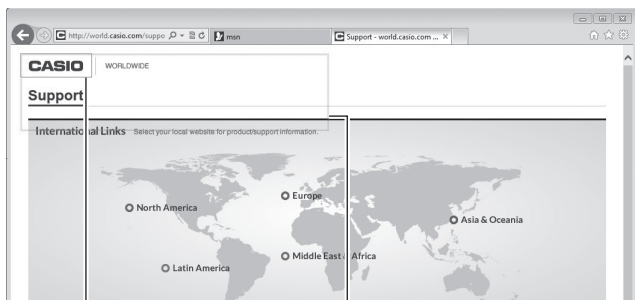 http://world.casio.com/suppo
msn
Support - world.casio.com ...
CASIO
WORLDWIDE
Support
International Links Select your local website for product/support information.
Europe
North America
Asia & Oceania
Middle East & Africa
Latin America